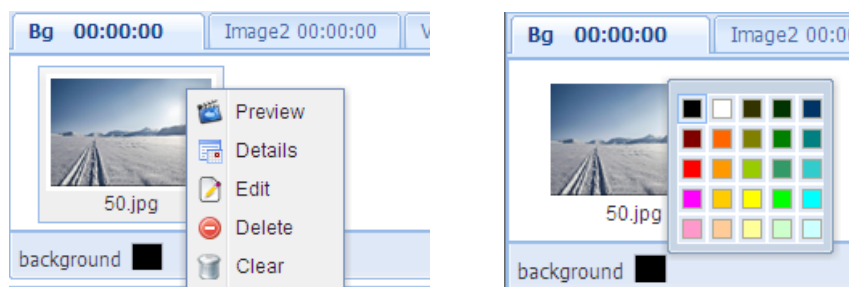 Bg 00:00:00 Image2 00:00:00 V
Preview
Details
Edit
50.jpg
Delete
background
Clear
Bg 00:00:00 Image2 00:0
50.jpg
background